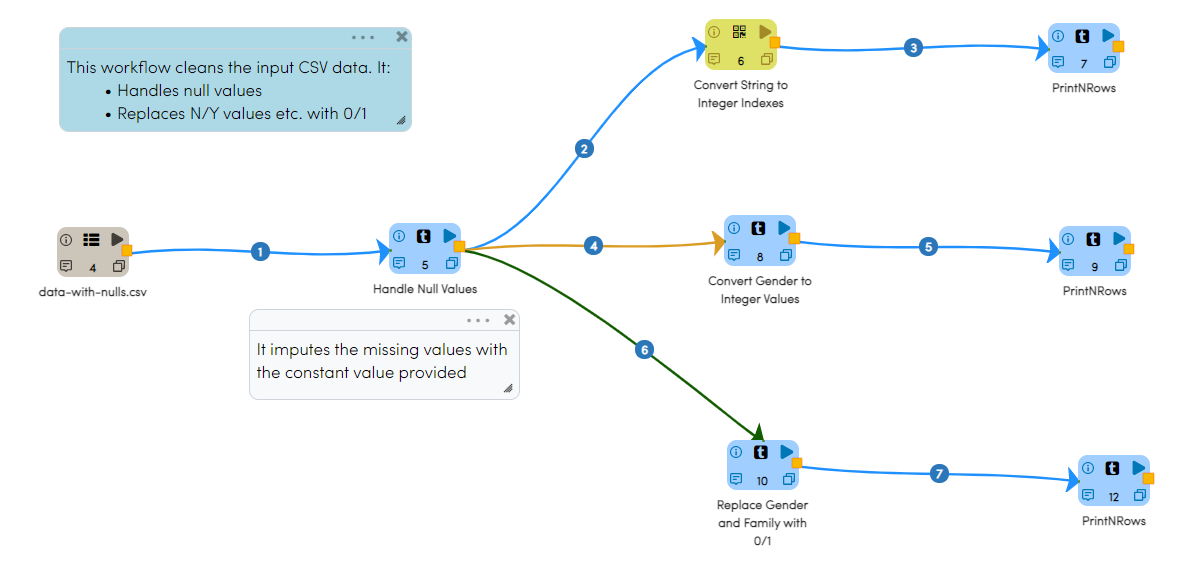 This workflow cleans the input CSV data. It:
• Handles null values
• Replaces N/Y values etc. with 0/1
6
Convert String to
Integer Indexes
3
t
7
PrintNRows
2
4
data-with-nulls.csv
1
t
5
Handle Null Values
4
t
8
Convert Gender to
Integer Values
5
t
9
PrintNRows
It imputes the missing values with
the constant value provided
6
t
10
Replace Gender
and Family with
0/1
7
t
12
PrintNRows